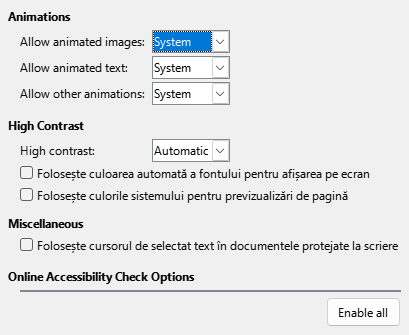 Animations
Allow animated images: System
Allow animated text: System
Allow other animations: System
High Contrast
High contrast: Automatic
Folosește culoarea automată a fontului pentru afișarea pe ecran
Folosește culorile sistemului pentru previzualizări de pagină
Miscellaneous
Folosește cursorul de selectat text în documentele protejate la scriere
Online Accessibility Check Options
Enable all